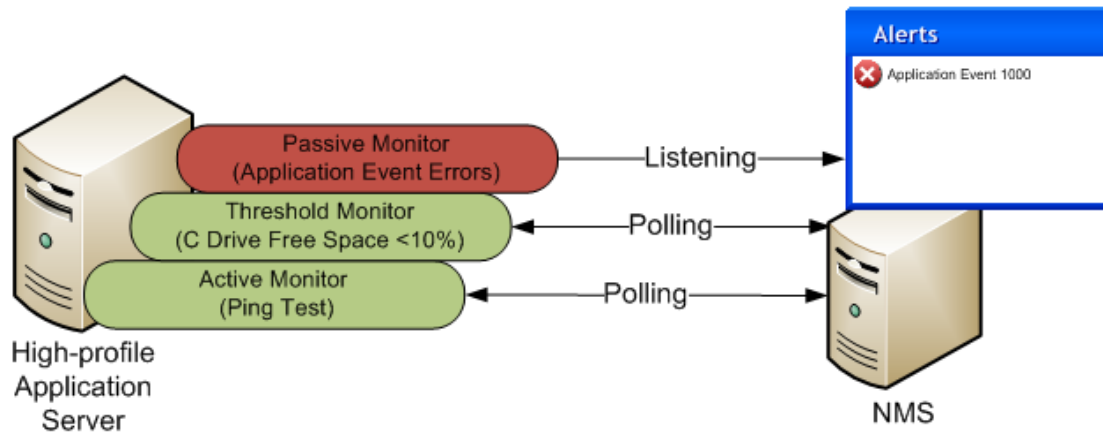 Alerts
Application Event 1000
Passive Monitor
(Application Event Errors)
Listening
Threshold Monitor
(C Drive Free Space <10%)
Polling
Active Monitor
(Ping Test)
Polling
High-profile
Application
Server
NMS